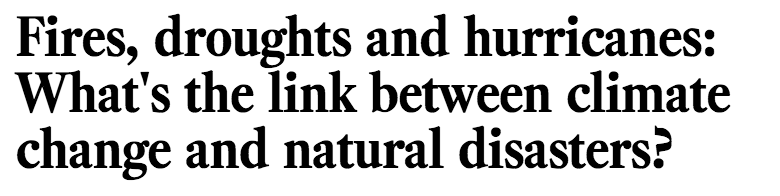 Fires, droughts and hurricanes:
What's the link between climate
change and natural disasters?